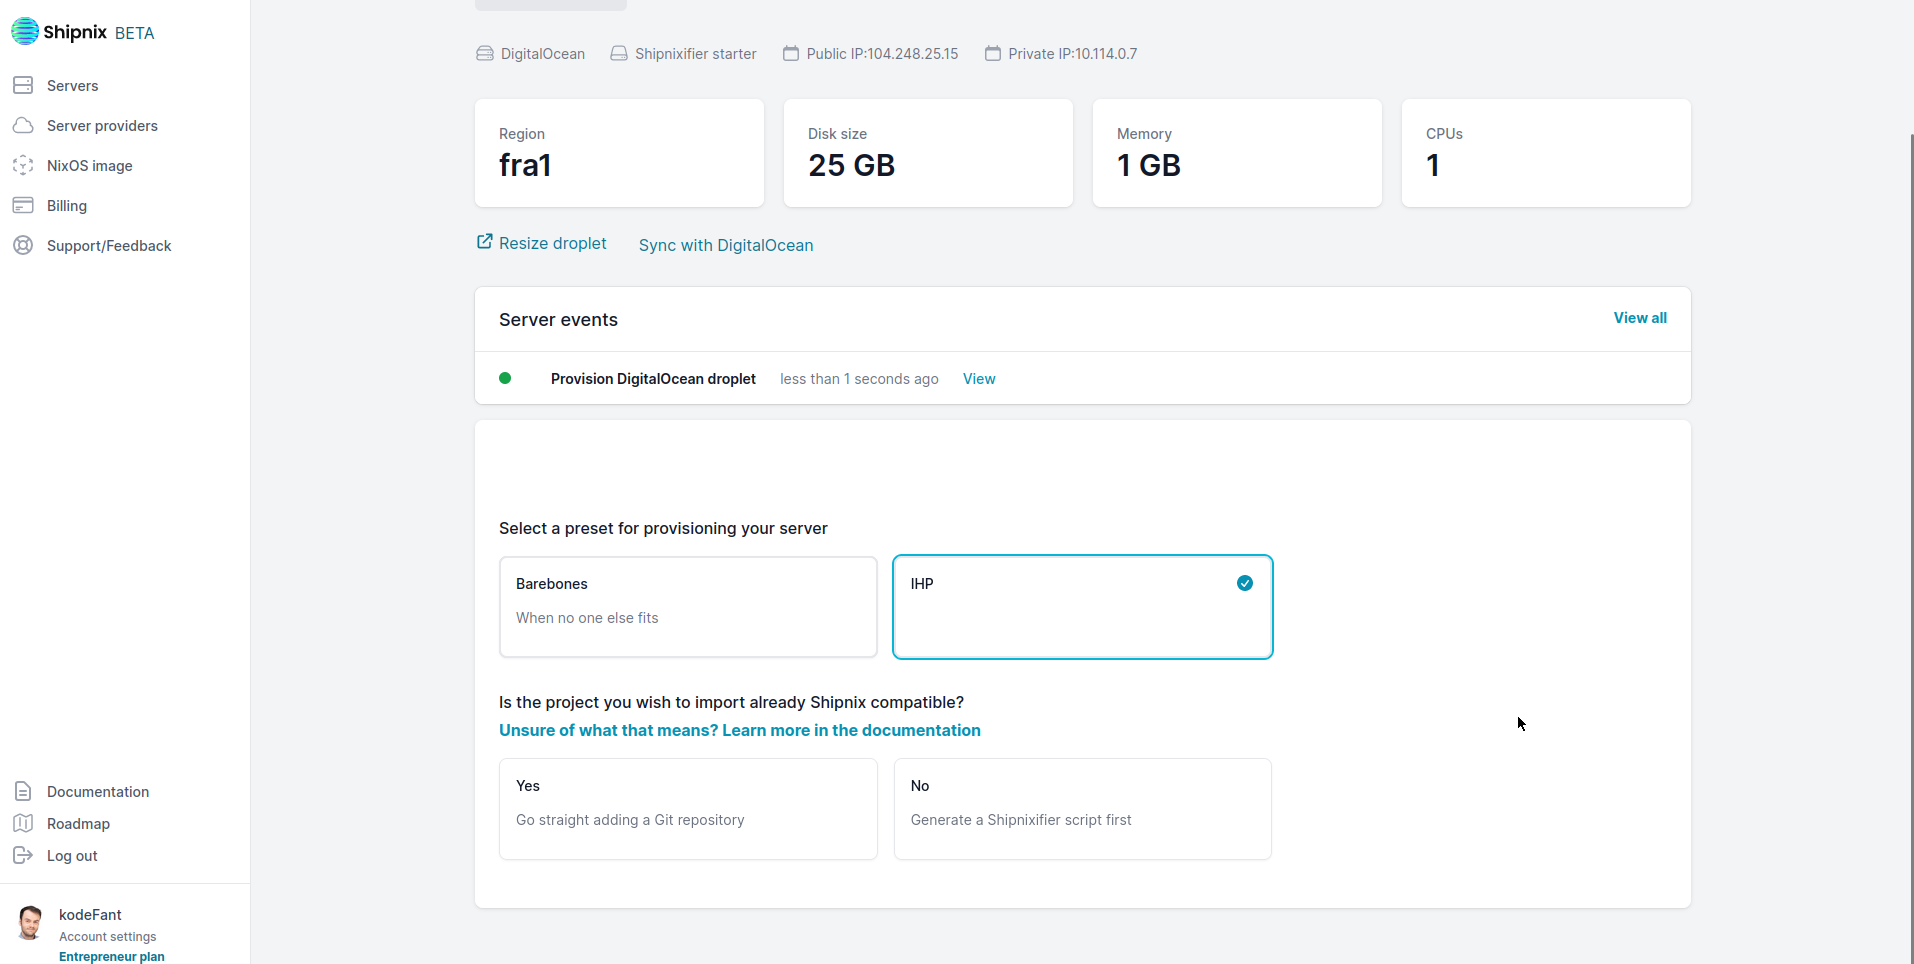 Shipnix BETA
Servers
Server providers
NixOS image
Billing
Support/Feedback
Documentation
Roadmap
Log out
kodeFant
Account settings
Entrepreneur plan
DigitalOcean Shipnixifier starter Public IP:104.248.25.15 Private IP:10.114.0.7
Region
fra1
Disk size
25 GB
Memory
1 GB
CPUs
1
Resize droplet Sync with DigitalOcean
Server events View all
Provision DigitalOcean droplet less than 1 seconds ago View
Select a preset for provisioning your server
Barebones
When no one else fits
IHP
Is the project you wish to import already Shipnix compatible?
Unsure of what that means? Learn more in the documentation
Yes
Go straight adding a Git repository
No
Generate a Shipnixifier script first